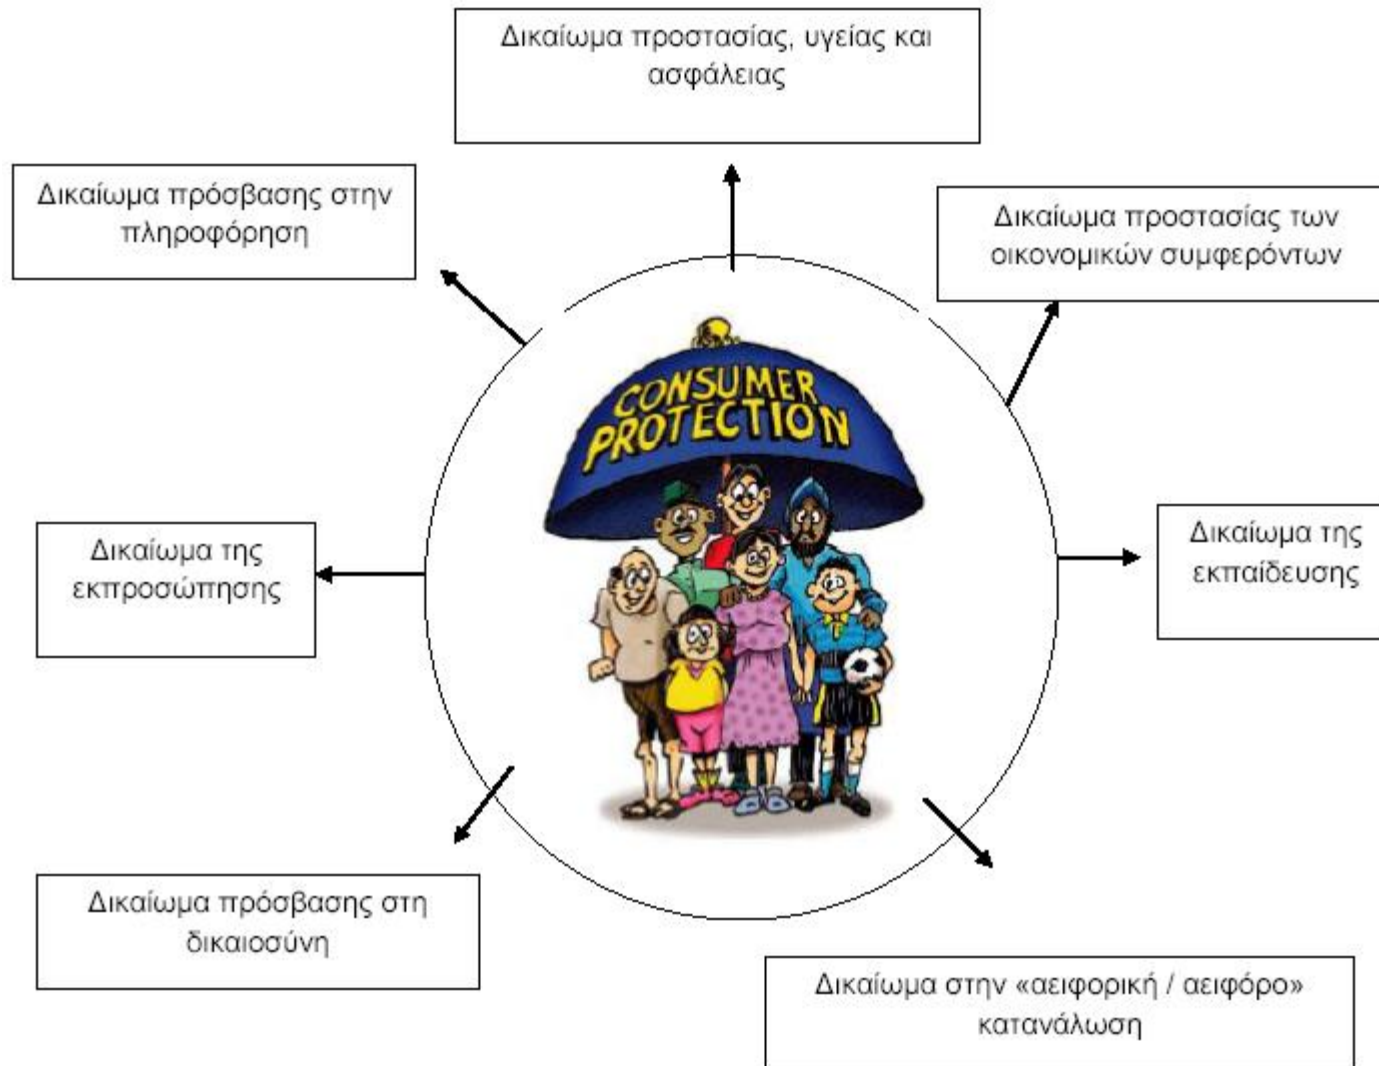 Δικαίωμα προστασίας, υγείας και
ασφάλειας
Δικαίωμα πρόσβασης στην
πληροφόρηση
Δικαίωμα προστασίας των
οικονομικών συμφερόντων
CONSUMER
PROTECTION
Δικαίωμα της
εκπροσώπησης
Δικαίωμα της
εκπαίδευσης
Δικαίωμα πρόσβασης στη
δικαιοσύνη
Δικαίωμα στην «αειφορική / αειφόρο»
κατανάλωση